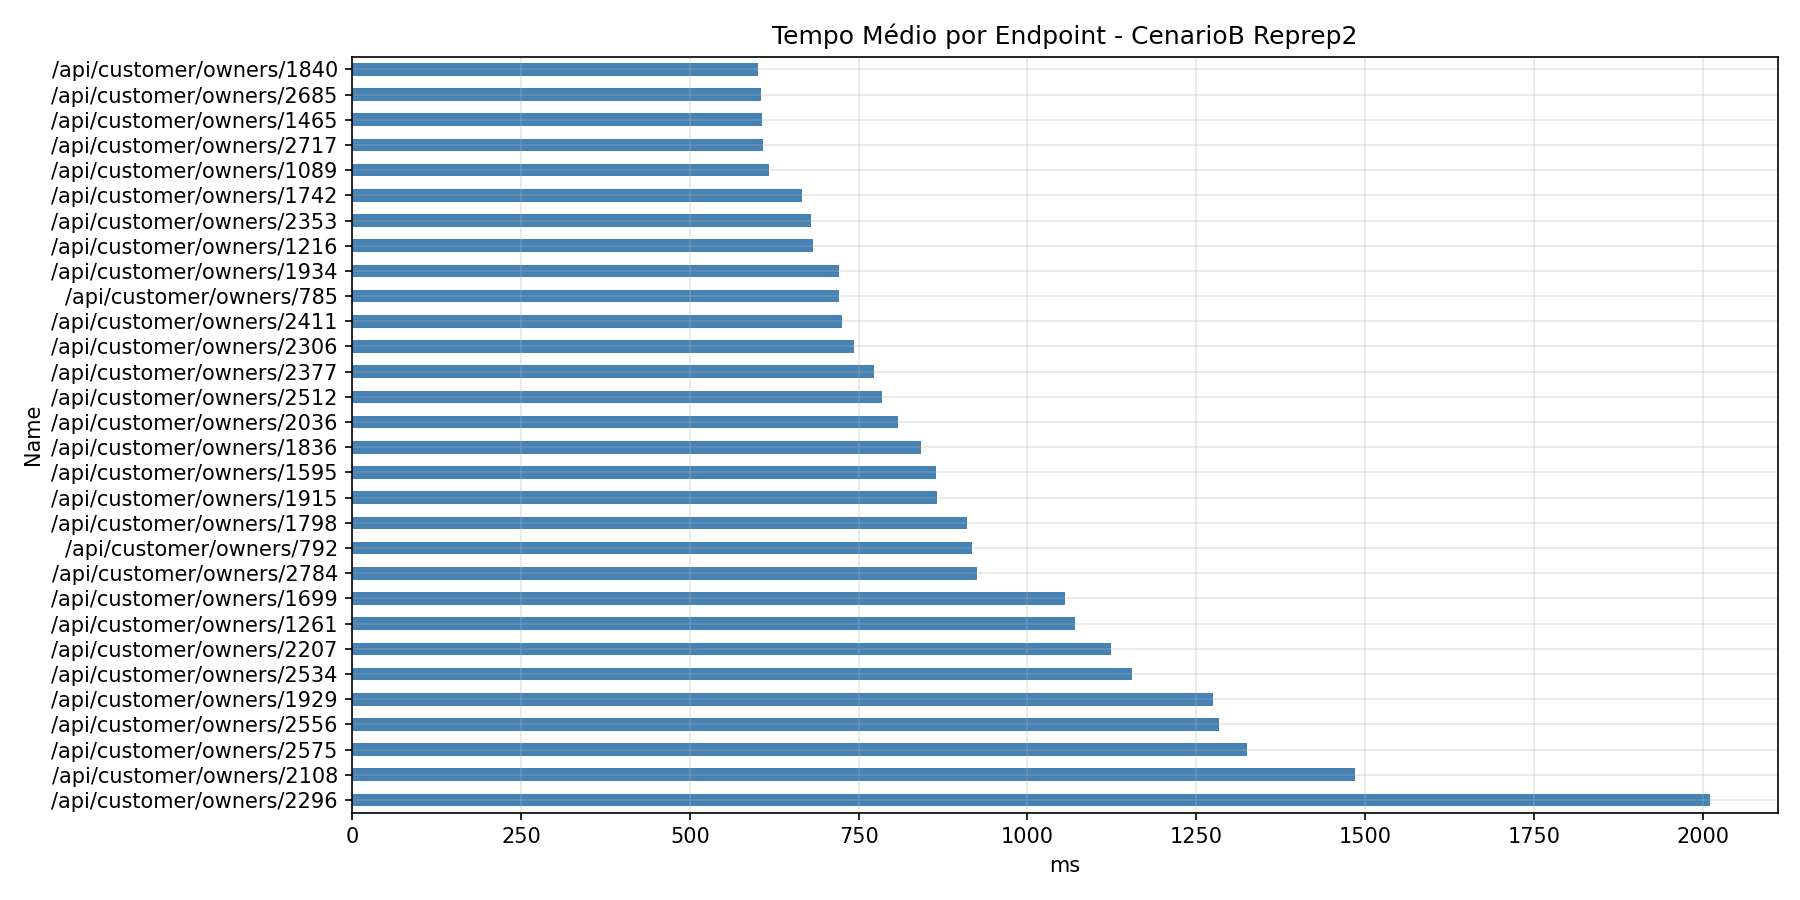 Tempo Médio por Endpoint - CenarioB Reprep2
/api/customer/owners/1840
/api/customer/owners/2685
/api/customer/owners/1465
/api/customer/owners/2717
/api/customer/owners/1089
/api/customer/owners/1742
/api/customer/owners/2353
/api/customer/owners/1216
/api/customer/owners/1934
/api/customer/owners/785
/api/customer/owners/2411
/api/customer/owners/2306
/api/customer/owners/2377
/api/customer/owners/2512
/api/customer/owners/2036
/api/customer/owners/1836
/api/customer/owners/1595
/api/customer/owners/1915
/api/customer/owners/1798
/api/customer/owners/792
/api/customer/owners/2784
/api/customer/owners/1699
/api/customer/owners/1261
/api/customer/owners/2207
/api/customer/owners/2534
/api/customer/owners/1929
/api/customer/owners/2556
/api/customer/owners/2575
/api/customer/owners/2108
/api/customer/owners/2296
Name
0 250 500 750 1000 1250 1500 1750 2000
ms